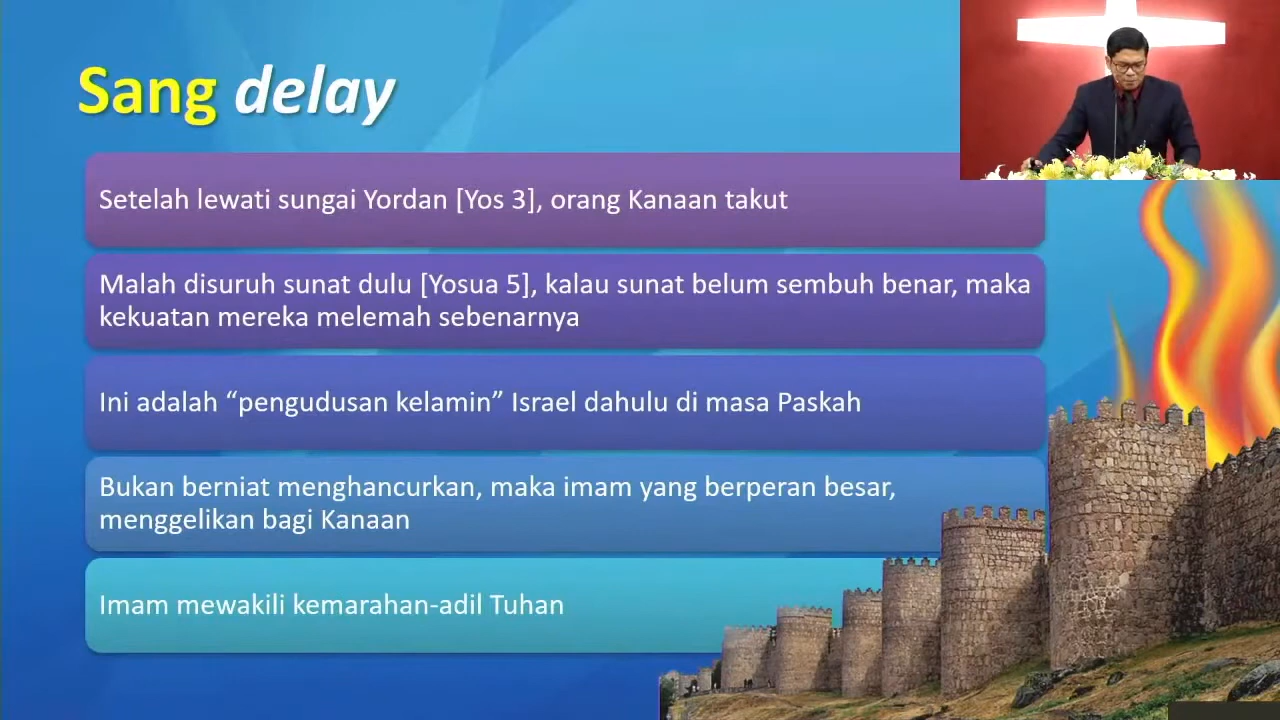 Sang delay
Setelah lewati sungai Yordan [Yos 3], orang Kanaan takut
Malah disuruh sunat dulu [Yosua 5], kalau sunat belum sembuh benar, maka
kekuatan mereka melemah sebenarnya
Ini adalah “pengudusan kelamin” Israel dahulu di masa Paskah
Bukan berniat menghancurkan, maka imam yang berperan besar,
menggelikan bagi Kanaan
Imam mewakili kemarahan-adil Tuhan